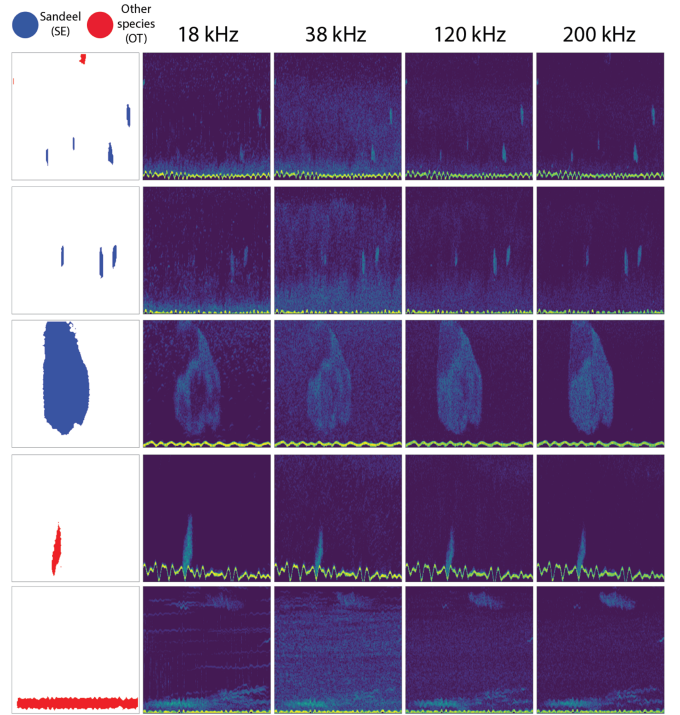 Sandeel
(SE)
Other
species
(OT)
18 kHz
38 kHz
120 kHz
200 kHz